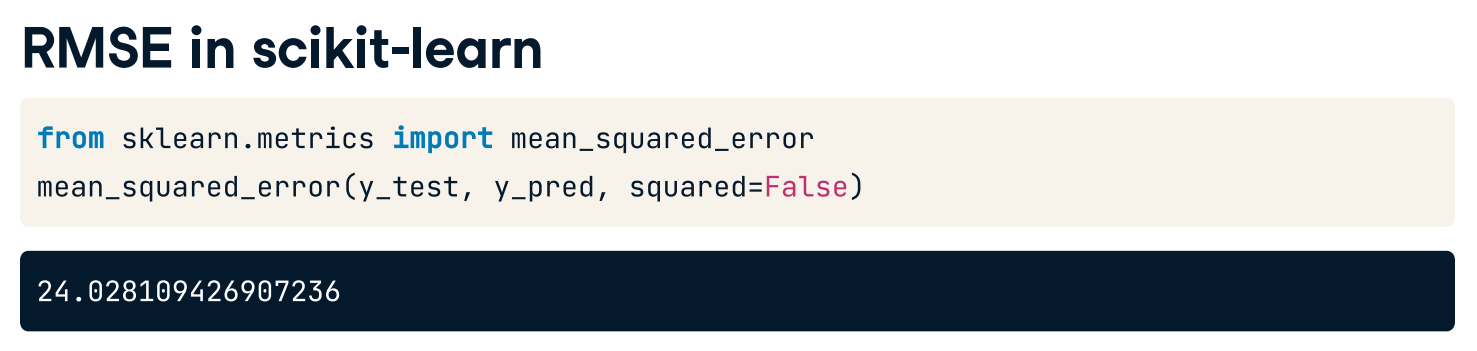 RMSE in scikit-learn
from sklearn.metrics import mean_squared_error
mean_squared_error(y_test, y_pred, squared=False)
24.028109426907236